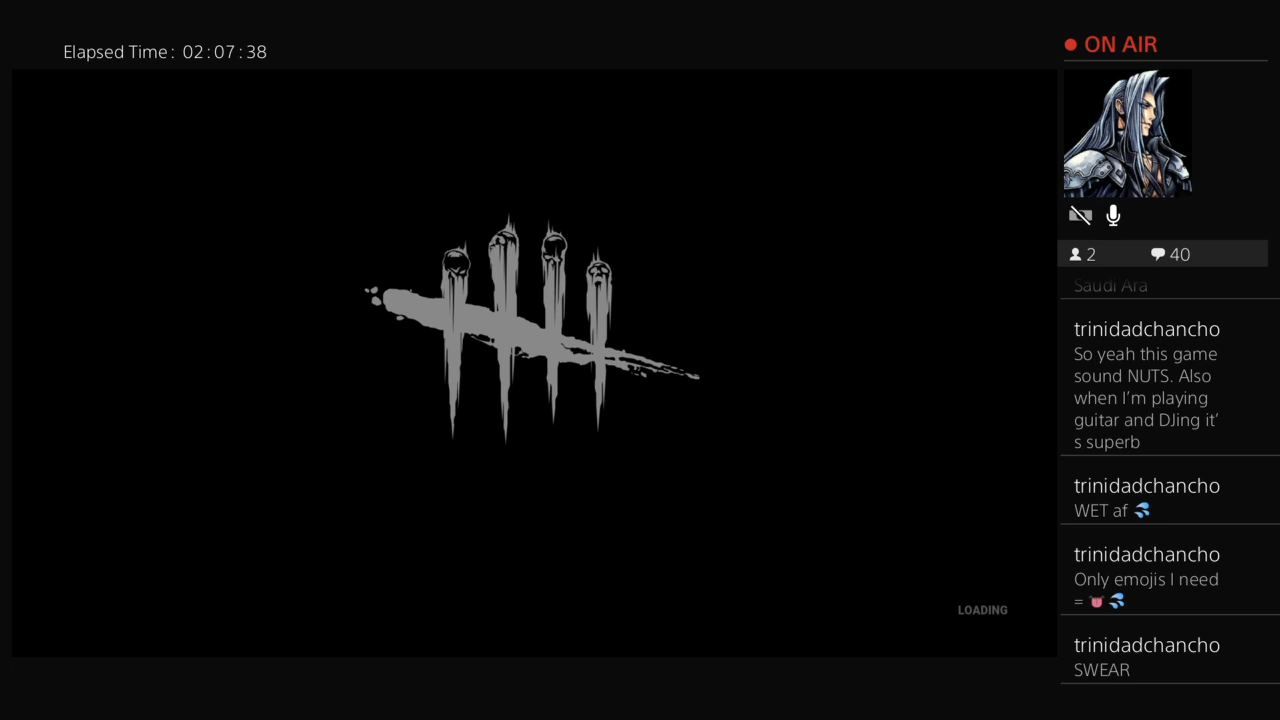 Elapsed Time: 02:07:38
ON AIR
2 40
Saudi Ara
trinidadchancho
So yeah this game
sound NUTS. Also
when I'm playing
guitar and DJing it'
s superb
trinidadchancho
WET af 💦
trinidadchancho
Only emojis I need
= 👅💦
trinidadchancho
SWEAR
LOADING